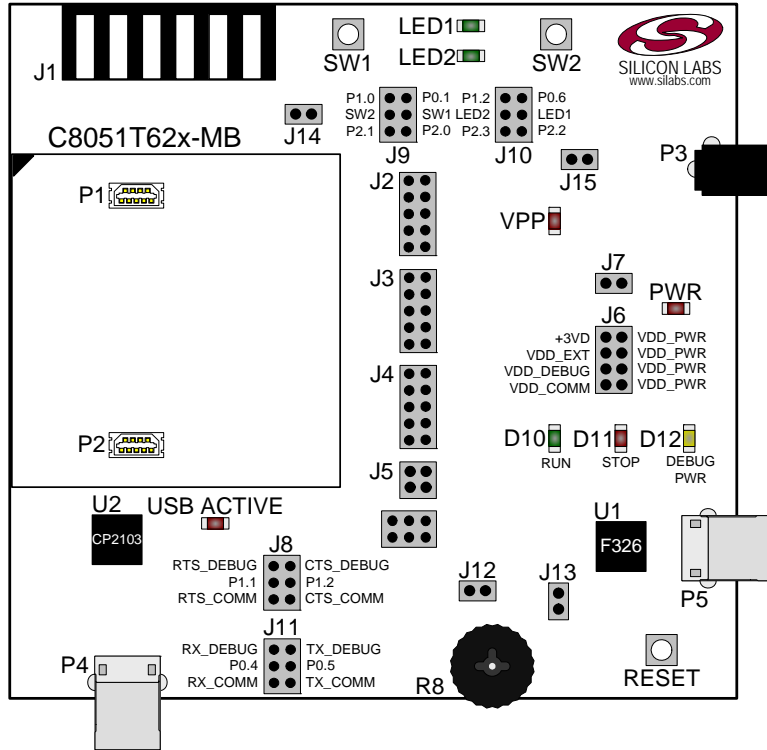 LED1
LED2
SW1
SW2
SILICON LABS
www.silabs.com
J1
P1.0 P0.1
SW2 SW1
P2.1 P2.0
J9
P1.2 P0.6
LED2 LED1
P2.3 P2.2
J10
J14
C8051T62x-MB
J15
P3
P1
J2
VPP
J3
J7
PWR
J6
+3VD VDD_PWR
VDD_EXT VDD_PWR
VDD_DEBUG VDD_PWR
VDD_COMM VDD_PWR
J4
P2
D10
RUN
D11
STOP
D12
DEBUG
PWR
J5
U2
CP2103
USB ACTIVE
U1
F326
J8
RTS_DEBUG CTS_DEBUG
P1.1 P1.2
RTS_COMM CTS_COMM
J12
J13
P5
J11
RX_DEBUG TX_DEBUG
P0.4 P0.5
RX_COMM TX_COMM
P4
R8
RESET